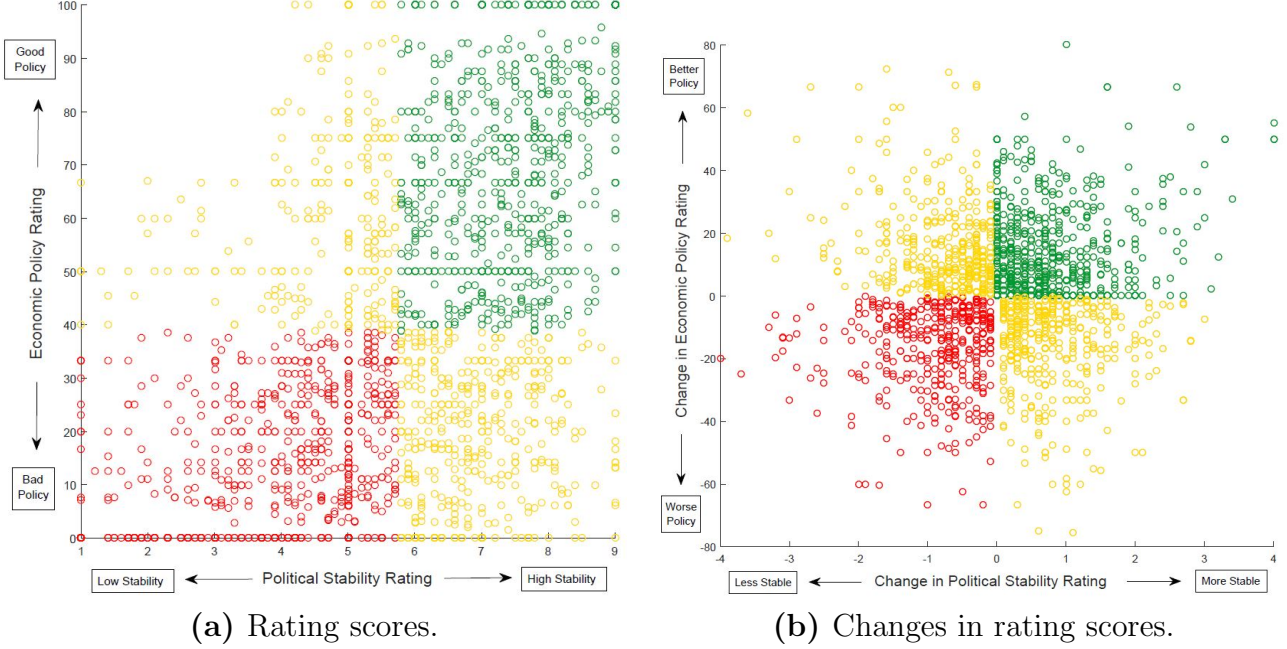 100
90
80
70
60
50
40
30
20
10
0
Good
Policy
Economic Policy Rating
Bad
Policy
1 2 3 4 5 6 7 8 9
Low Stability
Political Stability Rating
High Stability
(a) Rating scores.
80
60
40
20
0
-20
-40
-60
-80
Better
Policy
Change in Economic Policy Rating
Worse
Policy
-4 -3 -2 -1 0 1 2 3 4
Less Stable
Change in Political Stability Rating
More Stable
(b) Changes in rating scores.